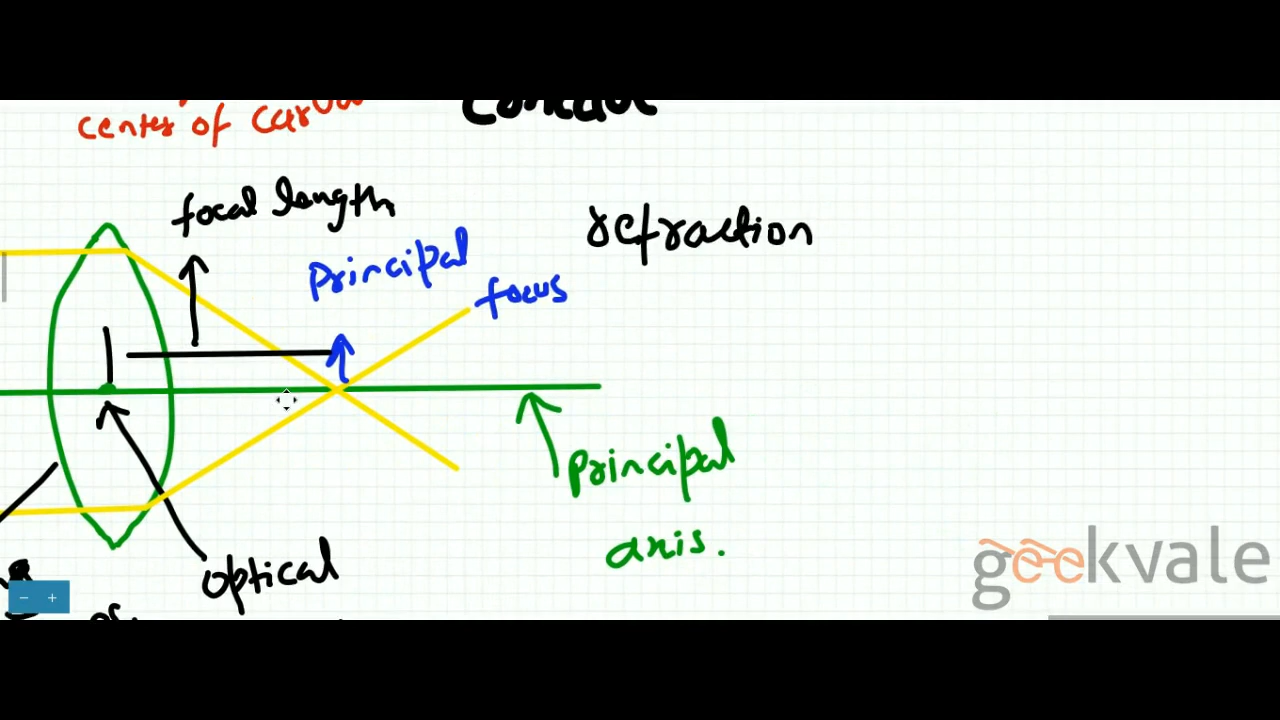 center of
focal length
refraction
Principal
focus
Principal
axis.
optical
geekvale